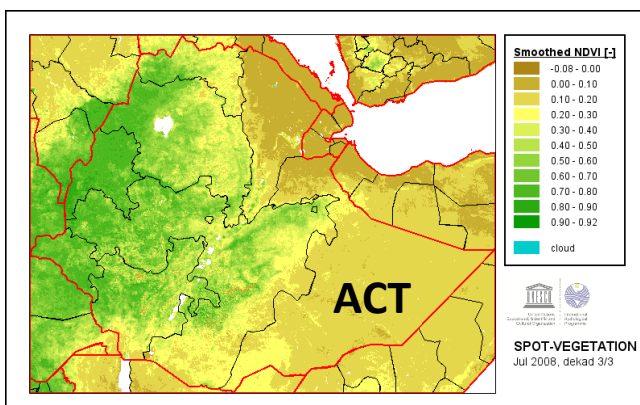 Smoothed NDVI [-]
-0.08 - 0.00
0.00 - 0.10
0.10 - 0.20
0.20 - 0.30
0.30 - 0.40
0.40 - 0.50
0.50 - 0.60
0.60 - 0.70
0.70 - 0.80
0.80 - 0.90
0.90 - 0.92
cloud
ACT
SPOT-VEGETATION
Jul 2008, dekad 3/3